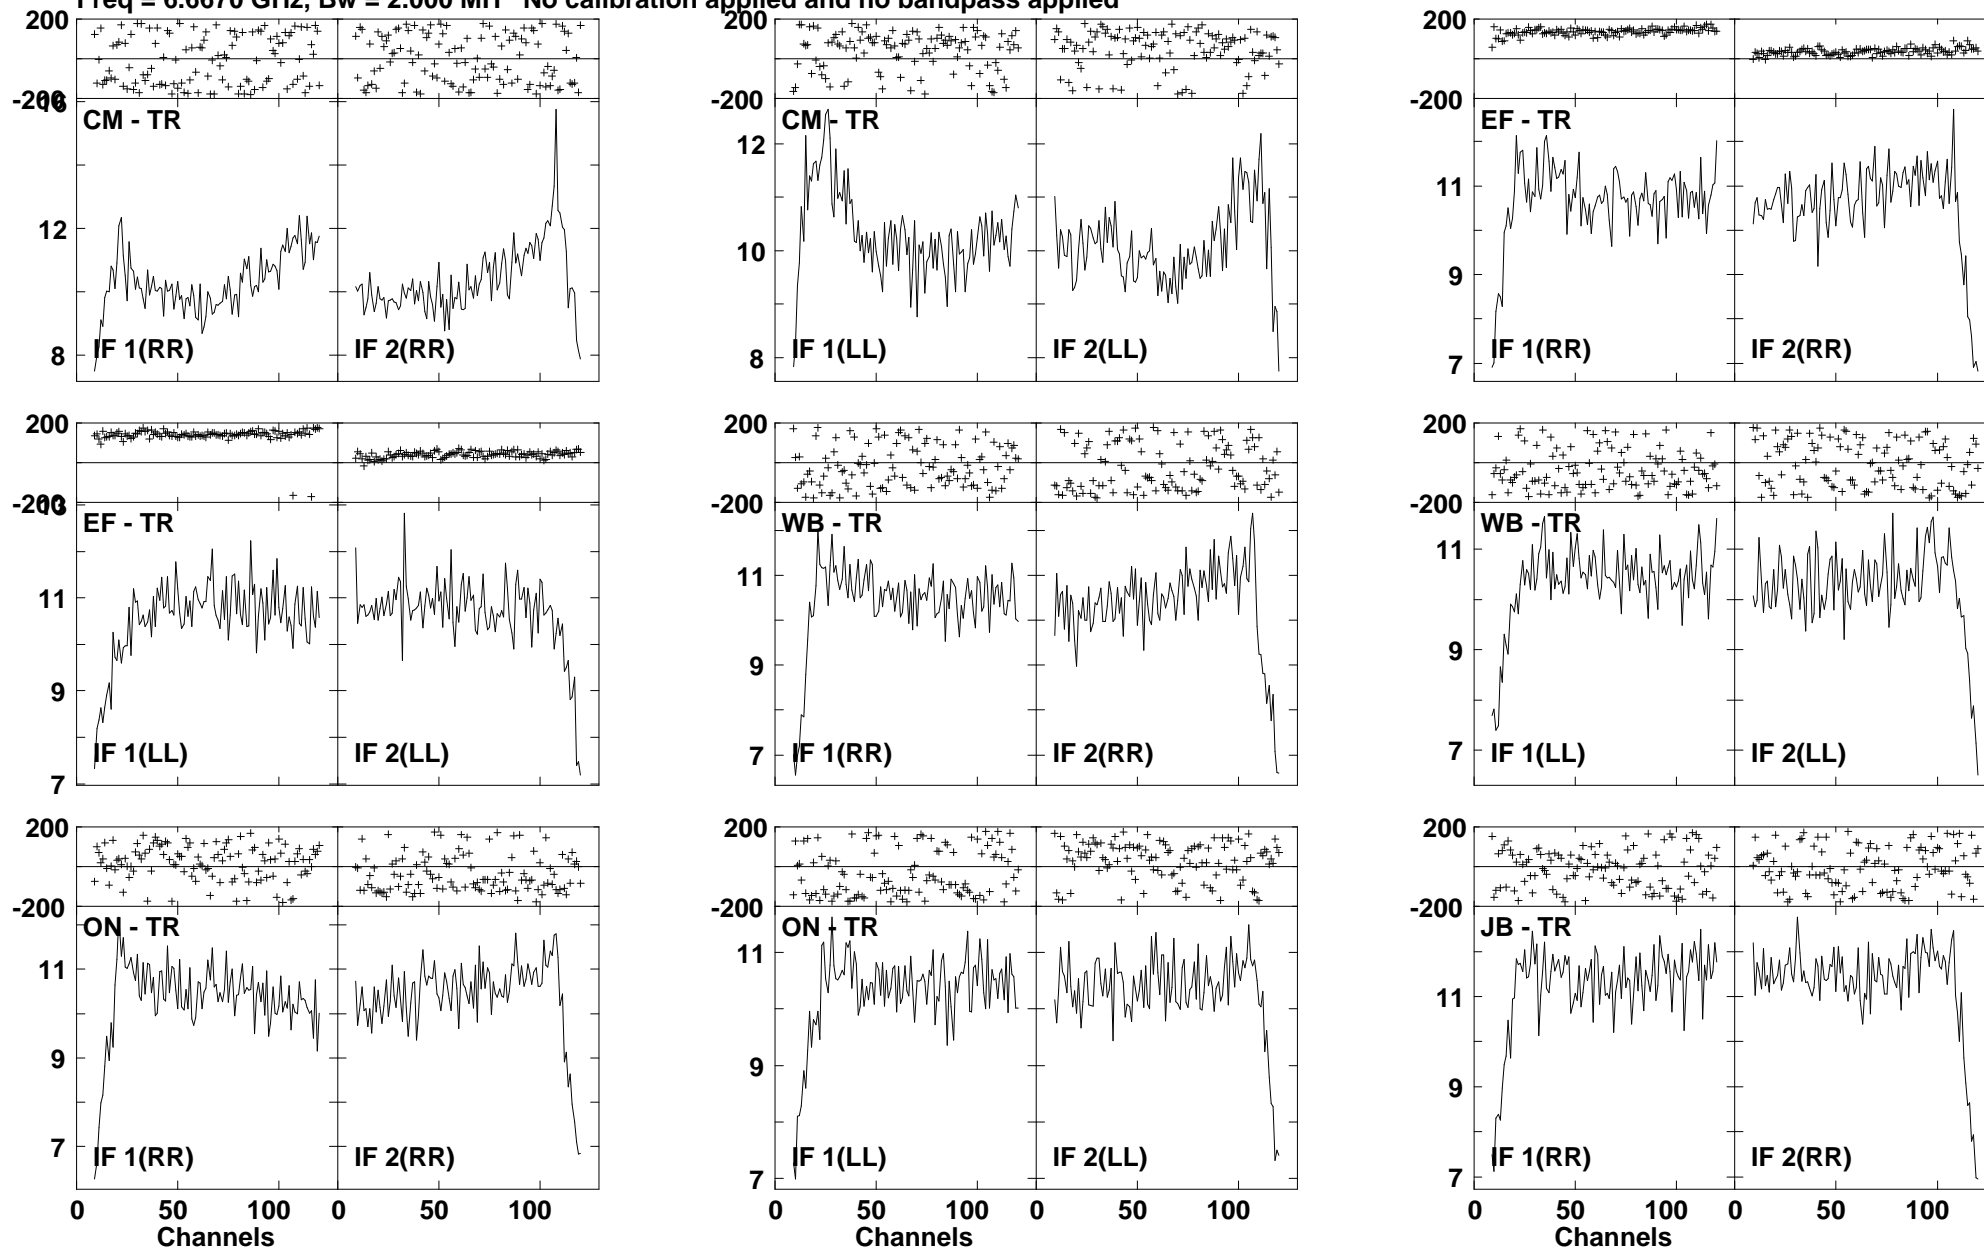 Freq = 6.6670 GHz, Bw = 2.000 MH No calibration applied and no bandpass applied
200 200 200
-200 -200 -200
16
CM - TR CM - TR EF - TR
12 12 11
10 9
8 8 7
IF 1(RR) IF 2(RR) IF 1(LL) IF 2(LL) IF 1(RR) IF 2(RR)
200 200 200
-200 -200 -200
13
EF - TR WB - TR WB - TR
11 11 11
9 9 9
7 7 7
IF 1(LL) IF 2(LL) IF 1(RR) IF 2(RR) IF 1(LL) IF 2(LL)
200 200 200
-200 -200 -200
ON - TR ON - TR JB - TR
11 11 11
9 9 9
7 7 7
IF 1(RR) IF 2(RR) IF 1(LL) IF 2(LL) IF 1(RR) IF 2(RR)
0 50 100 0 50 100 0 50 100 0 50 100 0 50 100 0 50 100
Channels Channels Channels